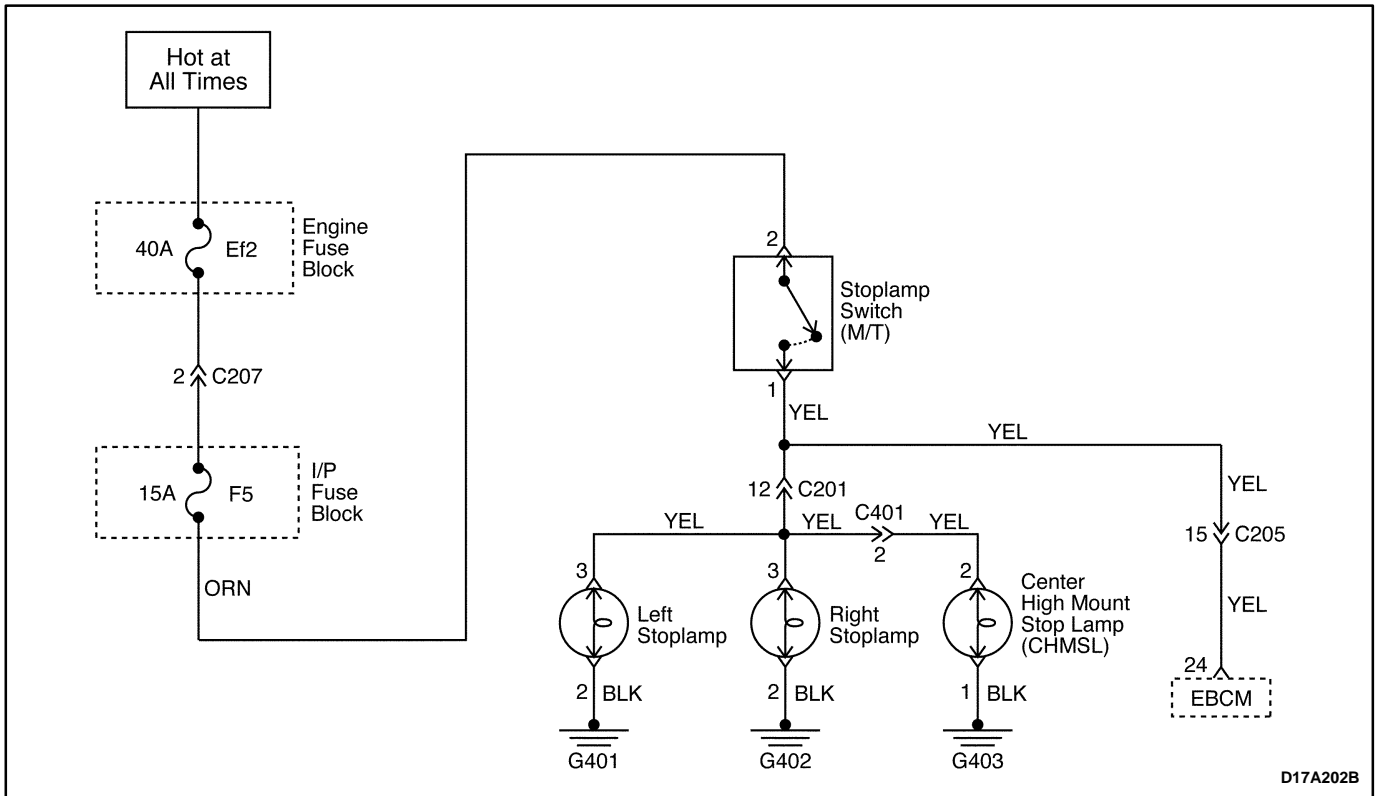 Hot at
All Times
40A
Ef2
Engine
Fuse
Block
2
C207
15A
F5
I/P
Fuse
Block
ORN
2
Stoplamp
Switch
(M/T)
1
YEL
YEL
12
C201
YEL
YEL
C401
2
YEL
YEL
15
C205
YEL
24
EBCM
3
Left
Stoplamp
2
BLK
G401
3
Right
Stoplamp
2
BLK
G402
2
Center
High Mount
Stop Lamp
(CHMSL)
1
BLK
G403
D17A202B